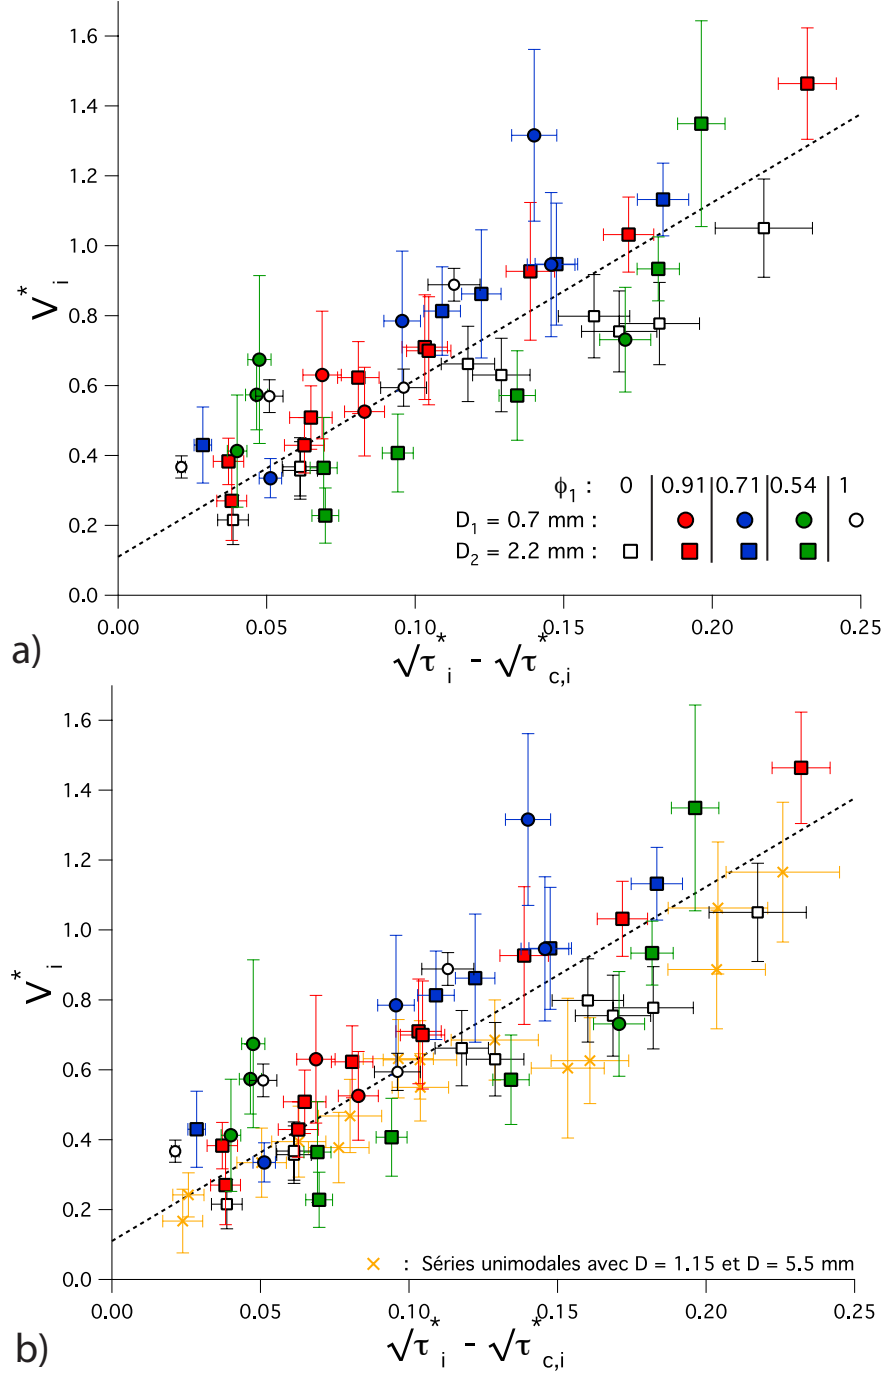 1.6
1.4
1.2
1.0
0.8
0.6
0.4
0.2
0.0
V*i
ϕ1 : 0 0.91 0.71 0.54 1
D1 = 0.7 mm :
D2 = 2.2 mm :
0.00 0.05 0.10 0.15 0.20 0.25
√τ*i - √τ*c,i
a)
1.6
1.4
1.2
1.0
0.8
0.6
0.4
0.2
0.0
V*i
× : Séries unimodales avec D = 1.15 et D = 5.5 mm
0.00 0.05 0.10 0.15 0.20 0.25
√τ*i - √τ*c,i
b)